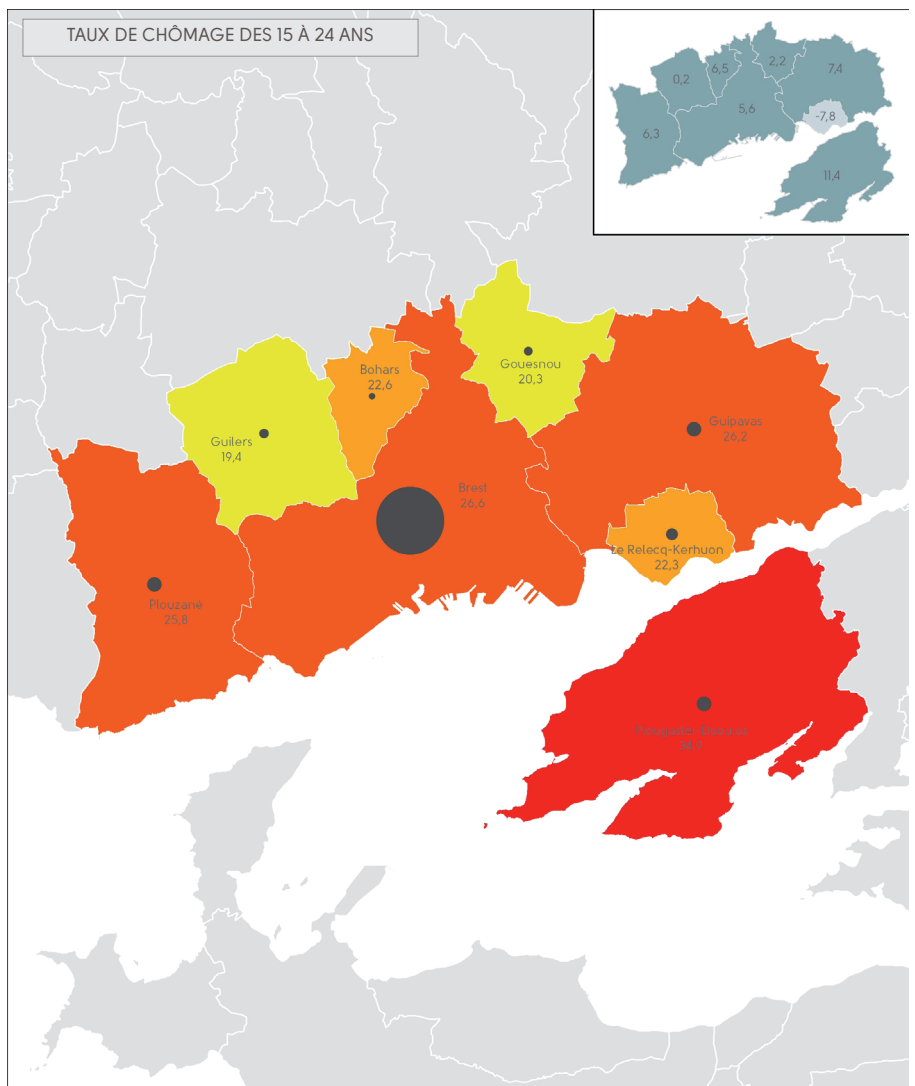 TAUX DE CHÔMAGE DES 15 À 24 ANS
0,2
6,5
2,2
7,4
5,6
-7,8
6,3
11,4
Gouesnou
20,3
Bohars
22,6
Guilers
19,4
Guipavas
26,2
Brest
26,6
Le Relecq-Kerhuon
22,3
Plouzané
25,8
Plougastel-Daoulas